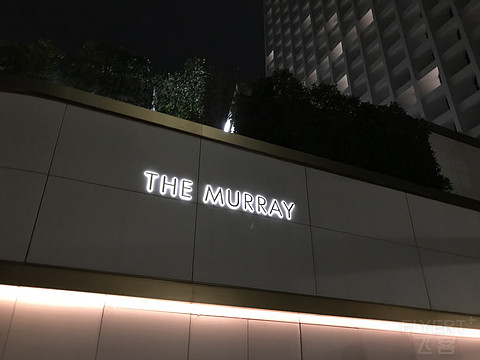 THE MURRAY
FLYERT+
飞客